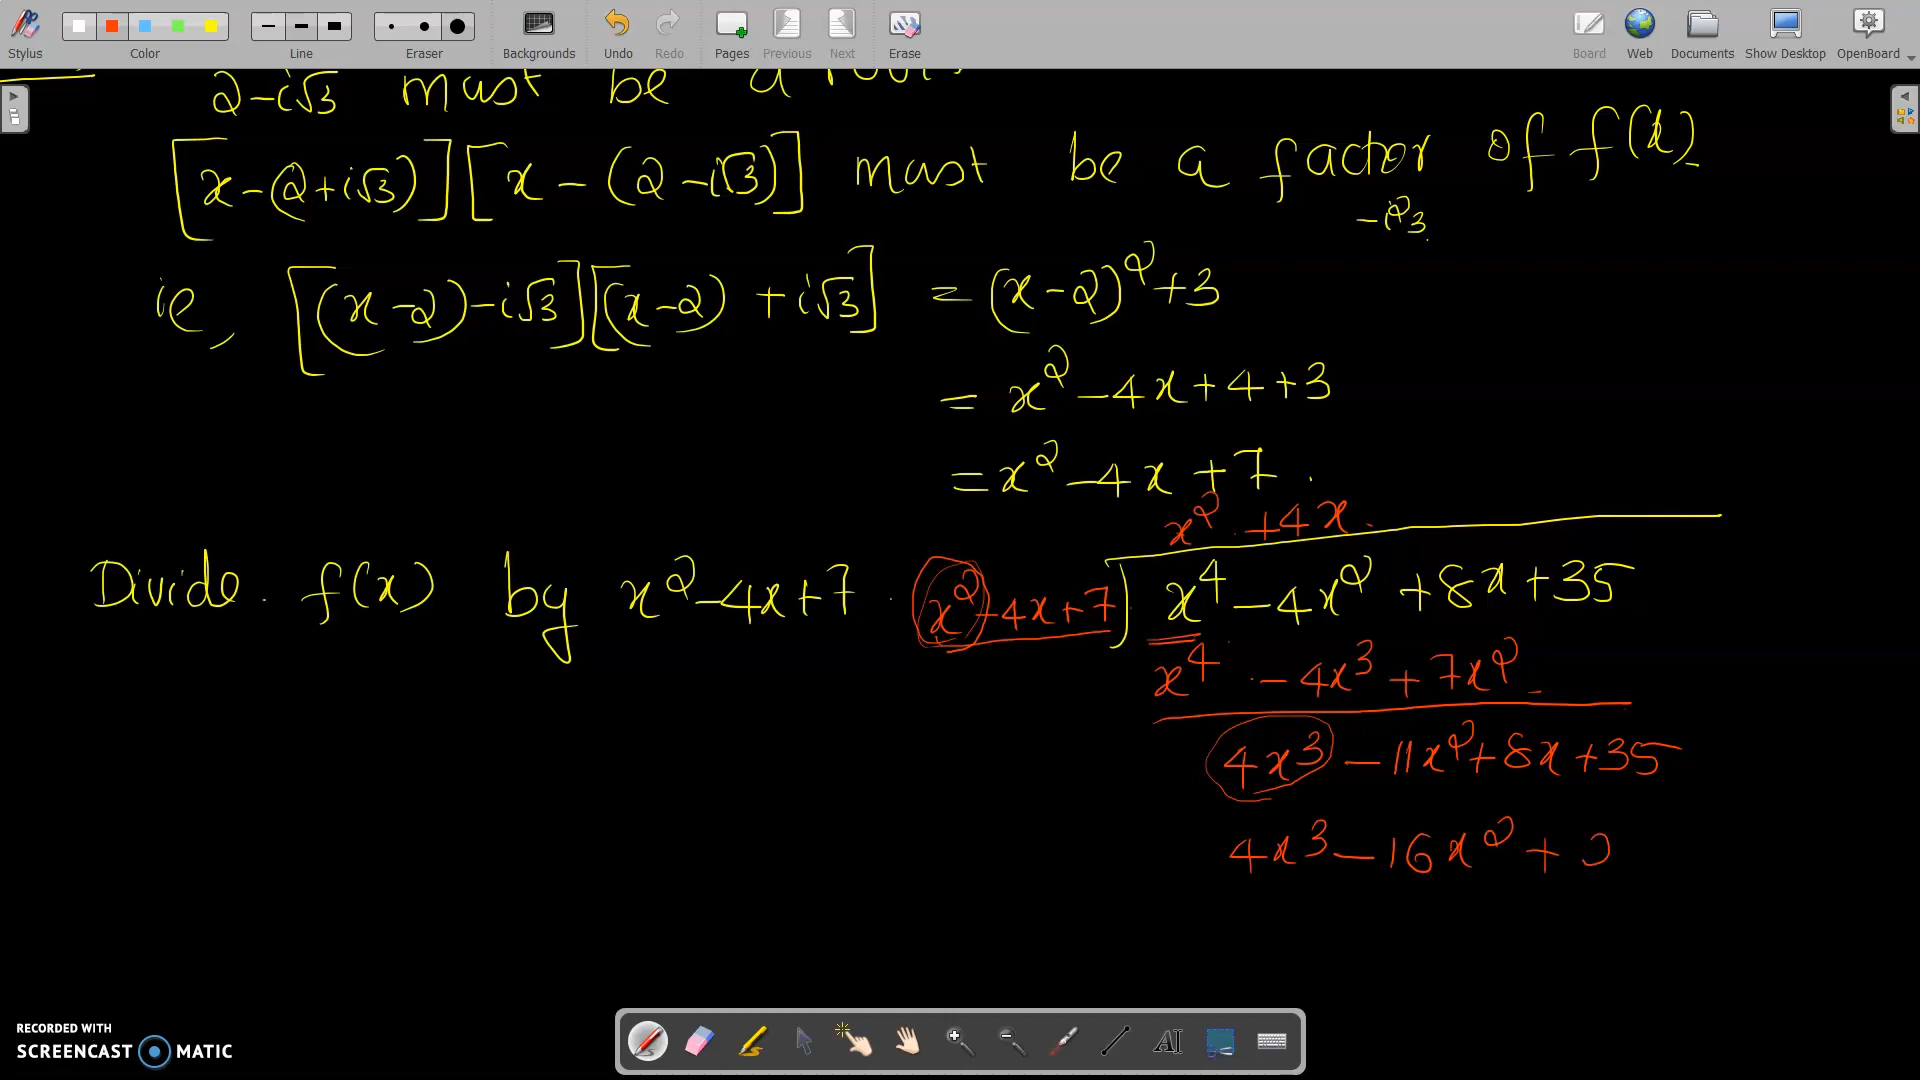 Stylus Color Line Eraser Backgrounds Undo Redo Pages Previous Next Erase Board Web Documents Show Desktop OpenBoard
2-i√3 must be a root
[x-(2+i√3)][x-(2-i√3)] must be a factor of f(x)
-i²3.
ie, [(x-2)-i√3][(x-2)+i√3] = (x-2)²+3
= x²-4x+4+3
= x²-4x+7.
x²+4x.
Divide f(x) by x²-4x+7. x²-4x+7) x⁴-4x²+8x+35
x⁴-4x³+7x²
4x³-11x²+8x+35
4x³-16x²+
RECORDED WITH
SCREENCAST MATIC
AI